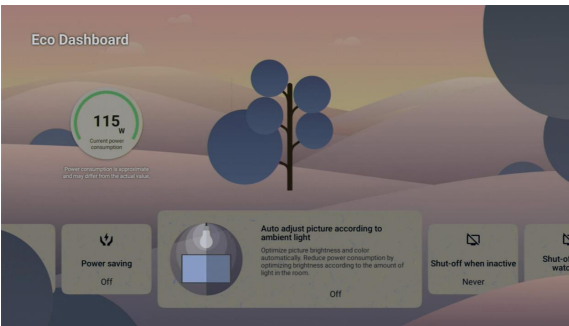 Eco Dashboard
115
W
Current power
consumption
Power consumption is approximate
and may differ from the actual value.
Power saving
Off
Auto adjust picture according to
ambient light
Optimize picture brightness and color
automatically. Reduce power consumption by
optimizing brightness according to the amount of
light in the room.
Off
Shut-off when inactive
Never